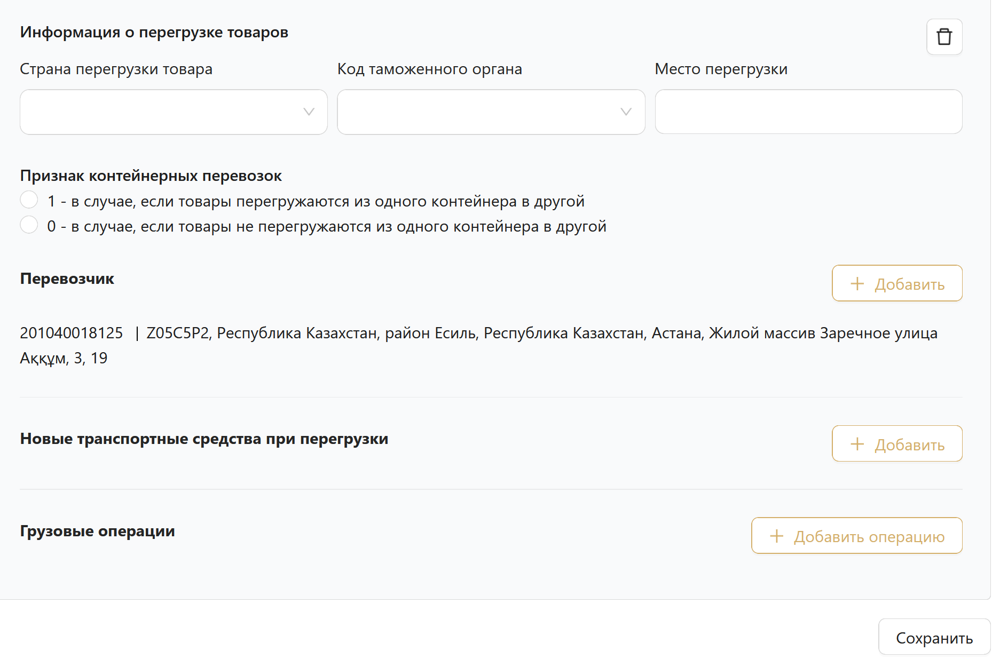 Информация о перегрузке товаров
Страна перегрузки товара
Код таможенного органа
Место перегрузки
Признак контейнерных перевозок
1 - в случае, если товары перегружаются из одного контейнера в другой
0 - в случае, если товары не перегружаются из одного контейнера в другой
Перевозчик
+ Добавить
201040018125 | Z05C5P2, Республика Казахстан, район Есиль, Республика Казахстан, Астана, Жилой массив Заречное улица
Аққұм, 3, 19
Новые транспортные средства при перегрузки
+ Добавить
Грузовые операции
+ Добавить операцию
Сохранить